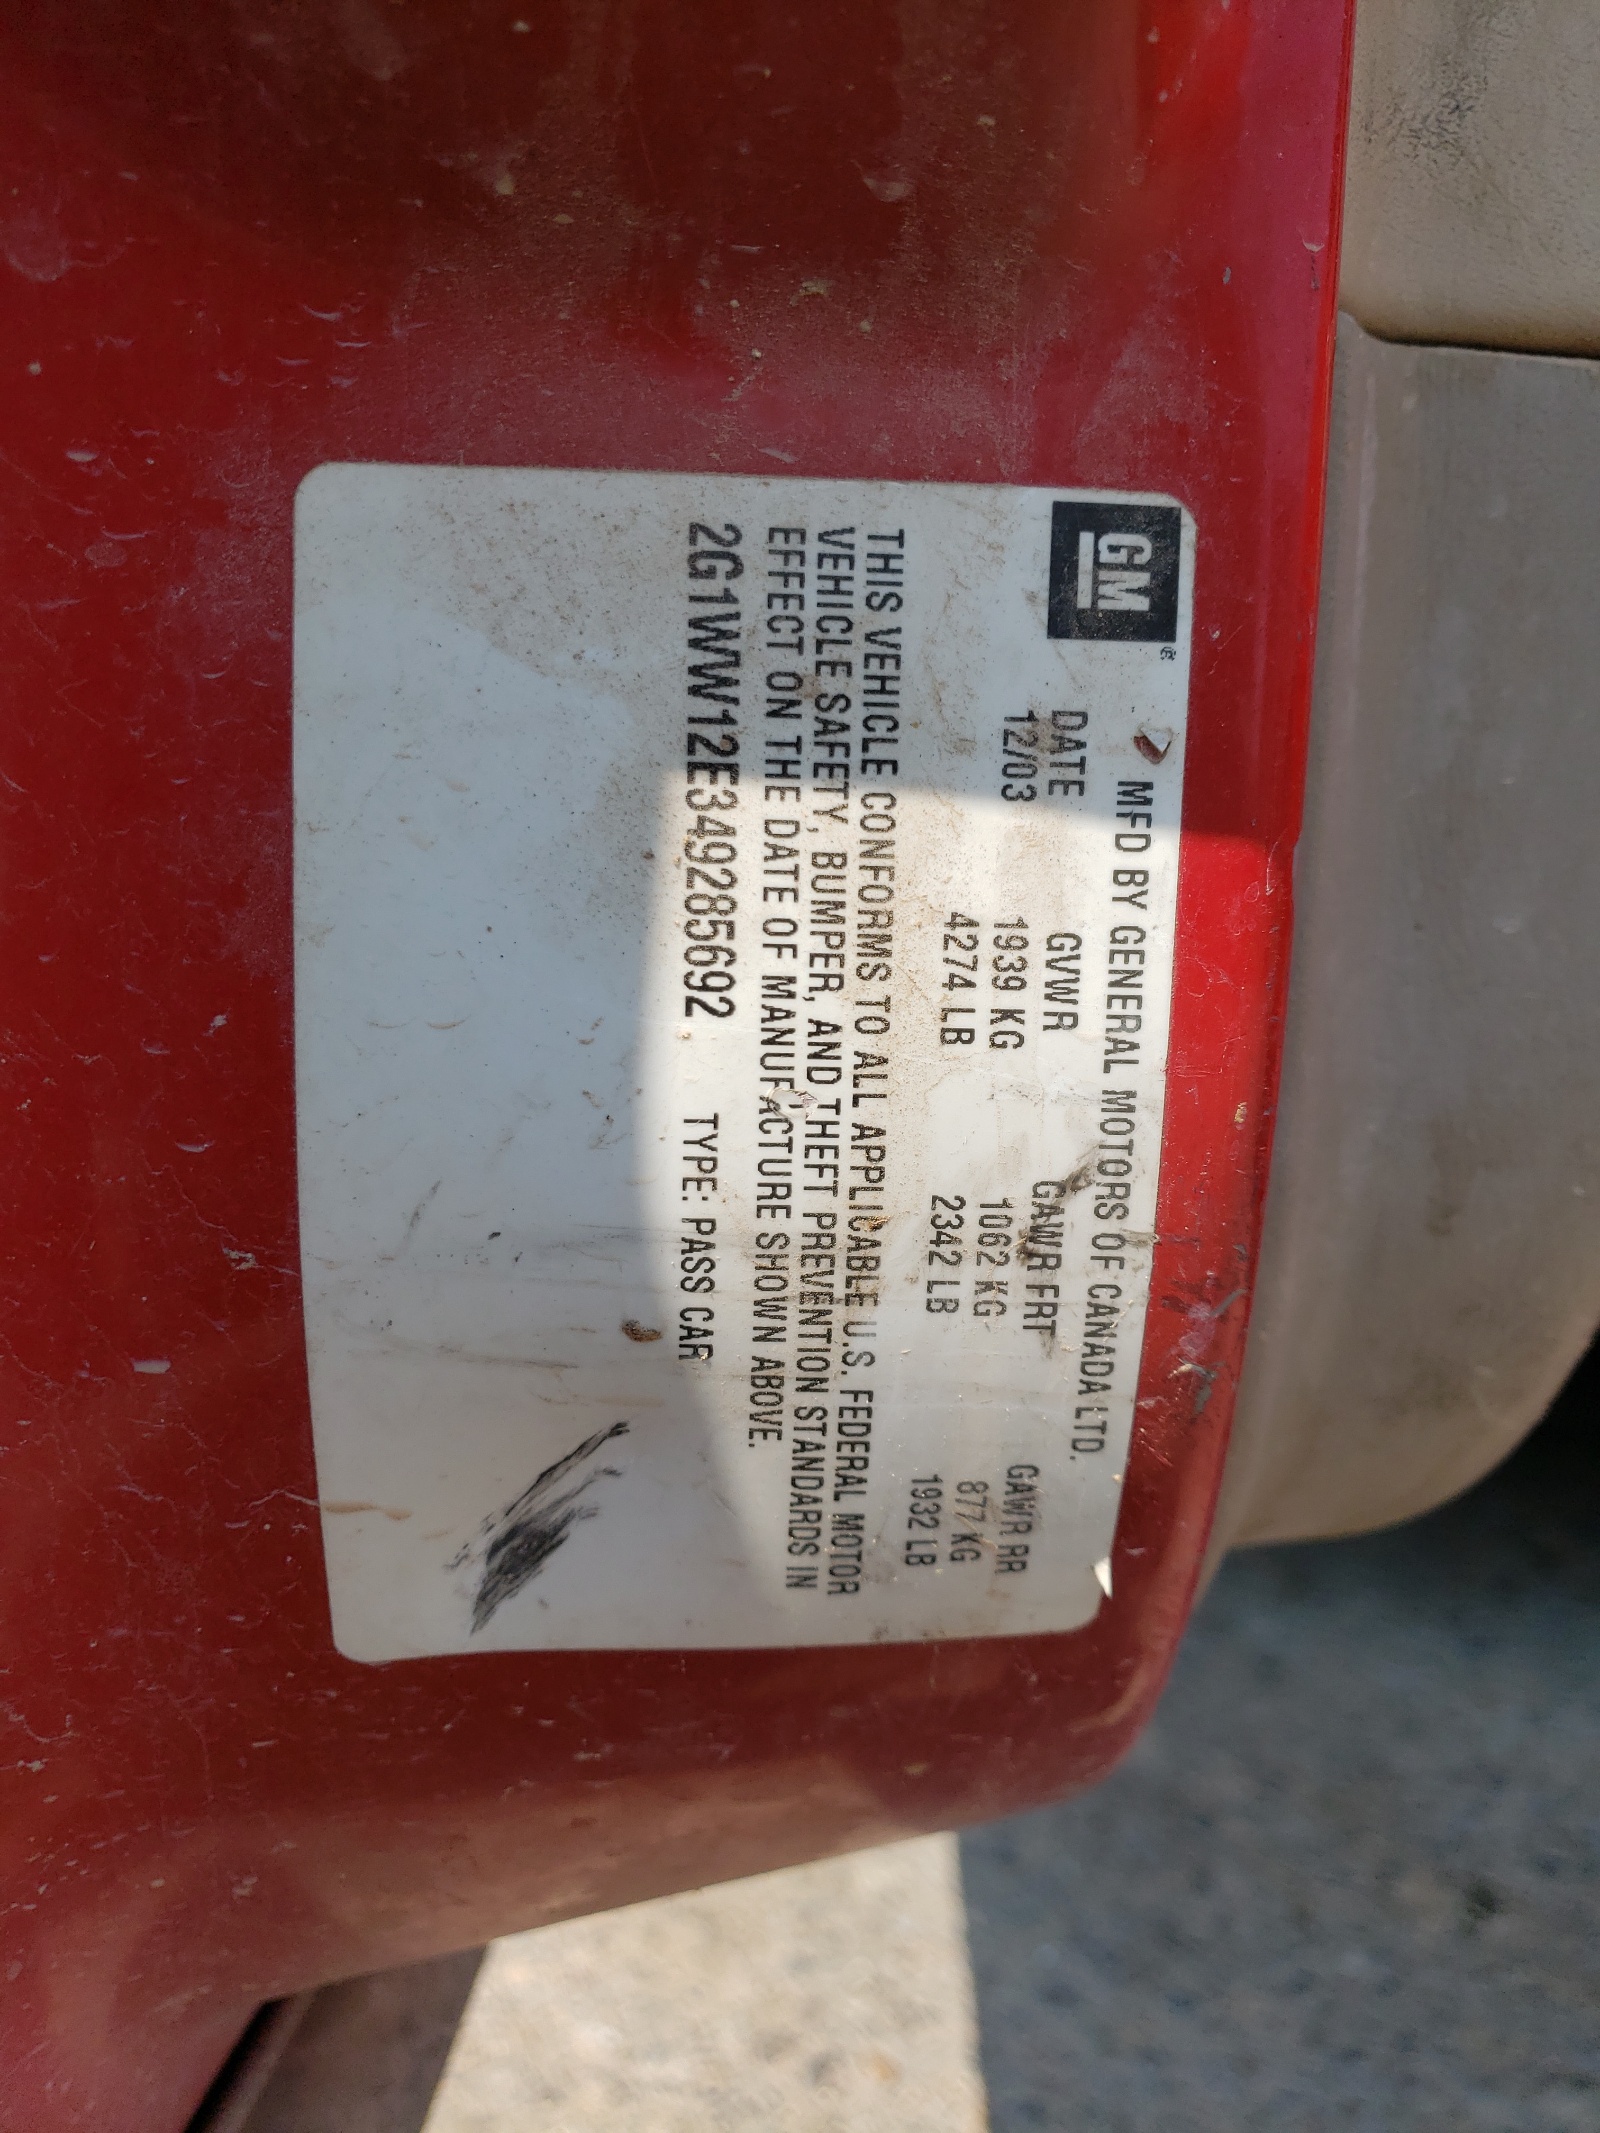 GM®
MFD BY GENERAL MOTORS OF CANADA LTD.
DATE GVWR GAWR FRT GAWR RR
12/03 1939 KG 1062 KG 877 KG
4274 LB 2342 LB 1932 LB
THIS VEHICLE CONFORMS TO ALL APPLICABLE U.S. FEDERAL MOTOR
VEHICLE SAFETY, BUMPER, AND THEFT PREVENTION STANDARDS IN
EFFECT ON THE DATE OF MANUFACTURE SHOWN ABOVE.
2G1WW12E349285692 TYPE: PASS CAR